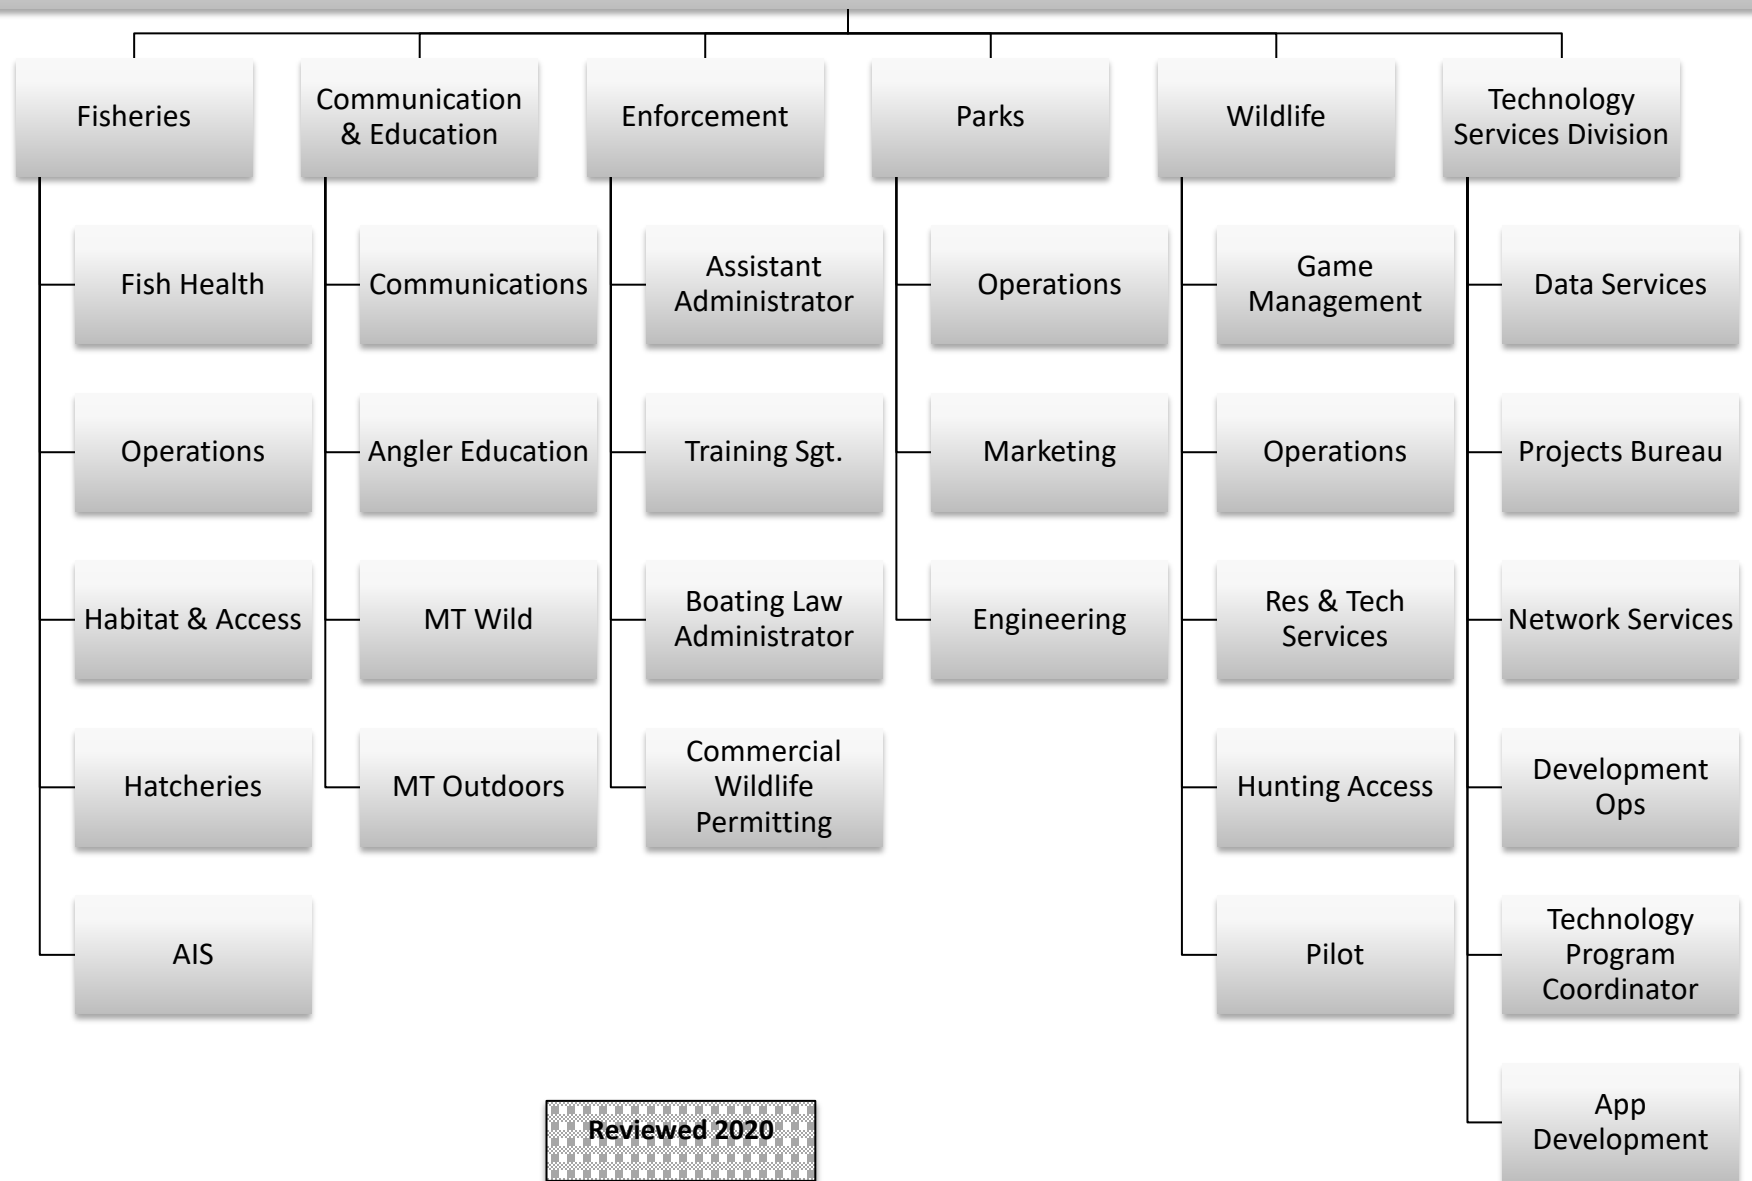 Fisheries
Communication
& Education
Enforcement
Parks
Wildlife
Technology
Services Division
Fish Health
Communications
Assistant
Administrator
Operations
Game
Management
Data Services
Operations
Angler Education
Training Sgt.
Marketing
Operations
Projects Bureau
Habitat & Access
MT Wild
Boating Law
Administrator
Engineering
Res & Tech
Services
Network Services
Hatcheries
MT Outdoors
Commercial
Wildlife
Permitting
Hunting Access
Development
Ops
AIS
Pilot
Technology
Program
Coordinator
App
Development
Reviewed 2020